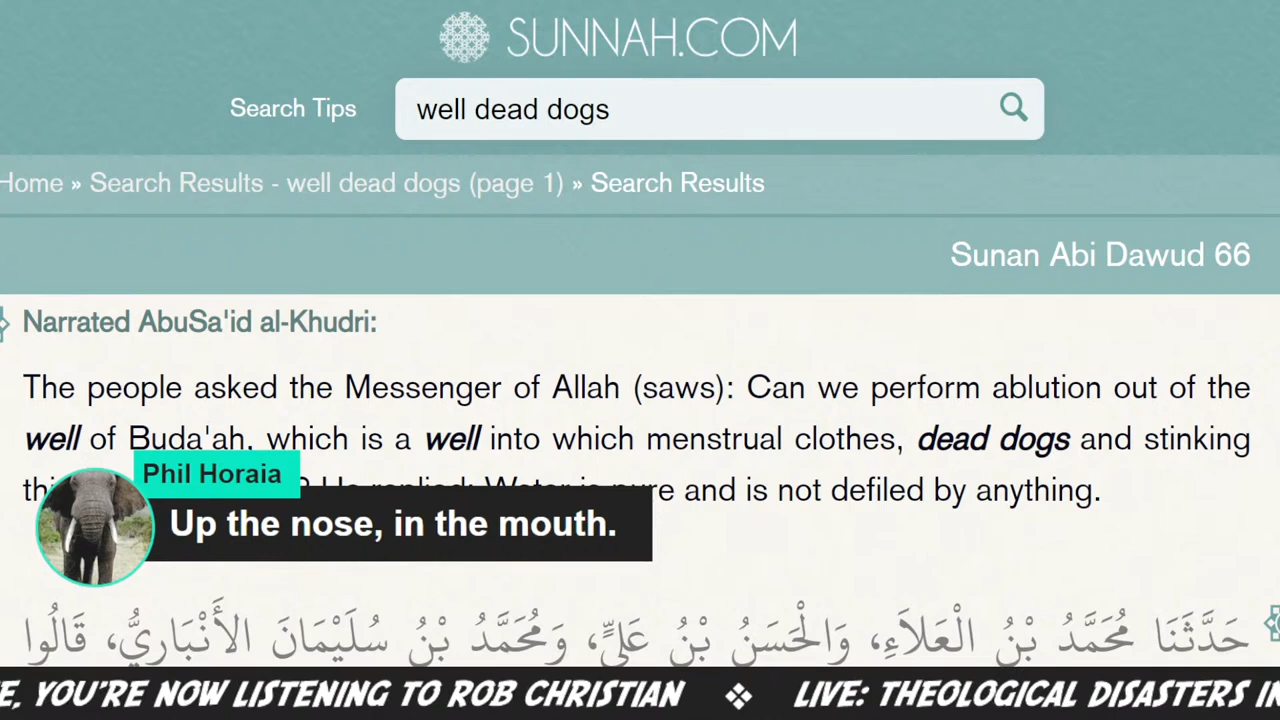 SUNNAH.COM
Search Tips
well dead dogs
Home » Search Results - well dead dogs (page 1) » Search Results
Sunan Abi Dawud 66
Narrated AbuSa'id al-Khudri:
The people asked the Messenger of Allah (saws): Can we perform ablution out of the
well of Buda'ah, which is a well into which menstrual clothes, dead dogs and stinking
and is not defiled by anything.
Phil Horaia
Up the nose, in the mouth.
حَدَّثَنَا مُحَمَّدُ بْنُ الْعَلاَءِ، وَالْحَسَنُ بْنُ عَلِيٍّ، وَمُحَمَّدُ بْنُ سُلَيْمَانَ الأَنْبَارِيُّ، قَالُوا
E, YOU'RE NOW LISTENING TO ROB CHRISTIAN ❖ LIVE: THEOLOGICAL DISASTERS IN